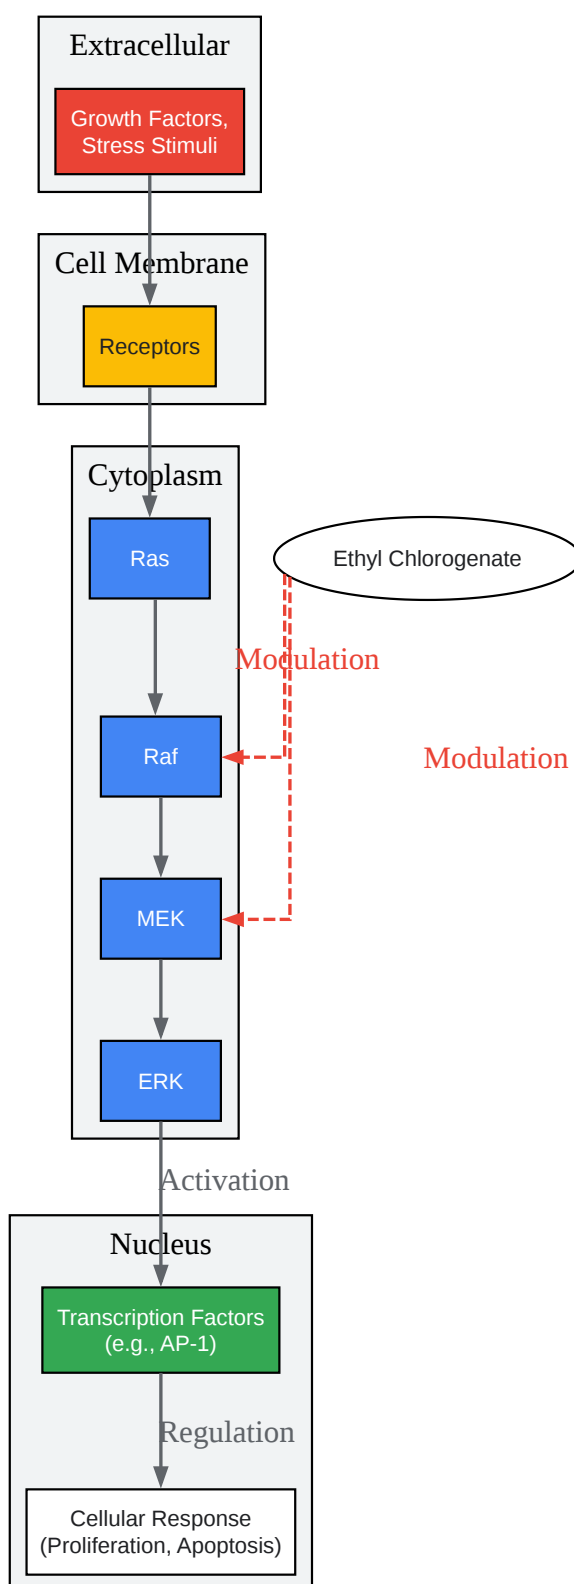 Extracellular
Growth Factors,
Stress Stimuli
Cell Membrane
Receptors
Cytoplasm
Ras
Ethyl Chlorogenate
Modulation
Raf
Modulation
MEK
ERK
Activation
Nucleus
Transcription Factors
(e.g., AP-1)
Regulation
Cellular Response
(Proliferation, Apoptosis)